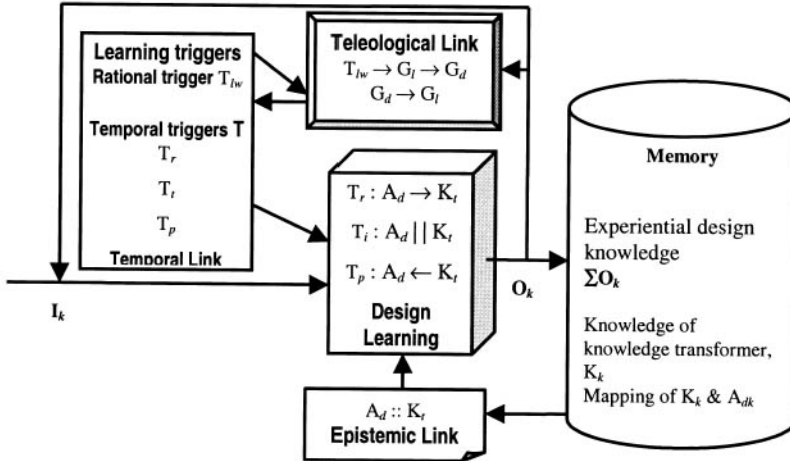 Learning triggers
Rational trigger T_lw
Temporal triggers T
T_r
T_t
T_p
Temporal Link
Teleological Link
T_lw → G_l → G_d
G_d → G_l
T_r : A_d → K_t
T_i : A_d || K_t
T_p : A_d ← K_t
Design
Learning
I_k
O_k
A_d :: K_t
Epistemic Link
Memory
Experiential design
knowledge
ΣO_k
Knowledge of
knowledge transformer,
K_k
Mapping of K_k & A_dk